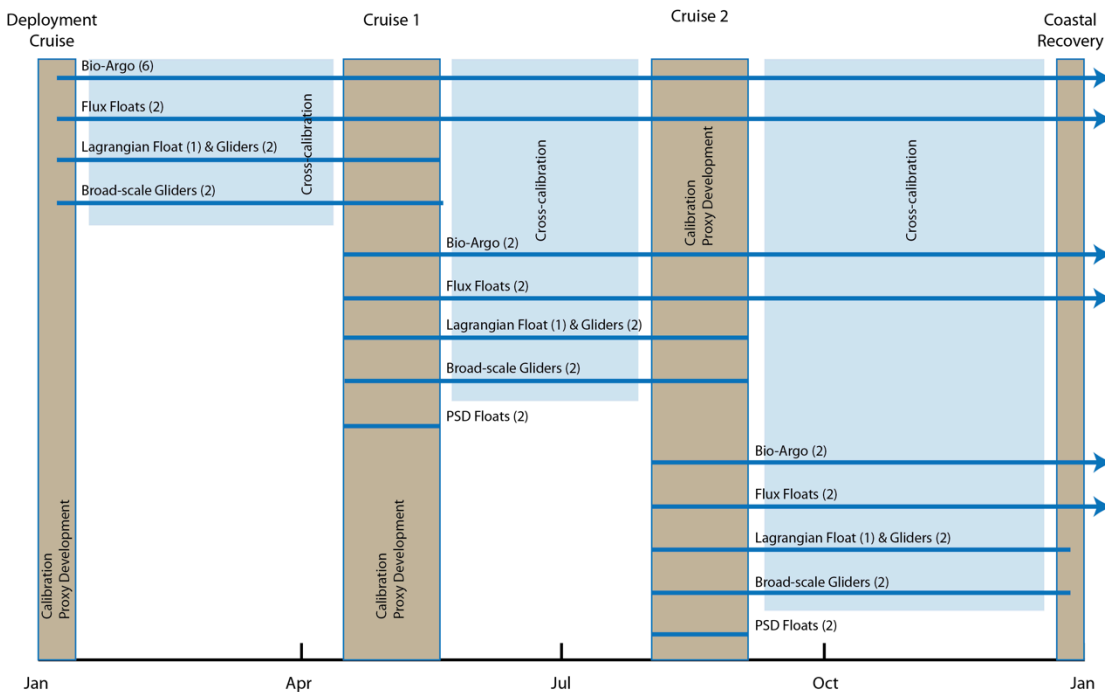 Deployment
Cruise
Cruise 1
Cruise 2
Coastal
Recovery
Bio-Argo (6)
Flux Floats (2)
Lagrangian Float (1) & Gliders (2)
Broad-scale Gliders (2)
Cross-calibration
Bio-Argo (2)
Flux Floats (2)
Lagrangian Float (1) & Gliders (2)
Broad-scale Gliders (2)
PSD Floats (2)
Cross-calibration
Calibration
Proxy Development
Cross-calibration
Bio-Argo (2)
Flux Floats (2)
Lagrangian Float (1) & Gliders (2)
Broad-scale Gliders (2)
PSD Floats (2)
Calibration
Proxy Development
Calibration
Proxy Development
Jan
Apr
Jul
Oct
Jan